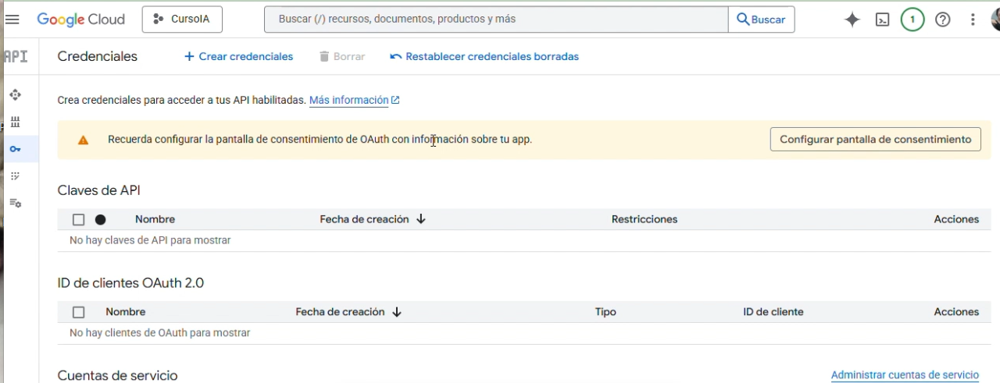 Google Cloud CursoIA Buscar (/) recursos, documentos, productos y más Buscar 1
API Credenciales + Crear credenciales Borrar Restablecer credenciales borradas
Crea credenciales para acceder a tus API habilitadas. Más información
Recuerda configurar la pantalla de consentimiento de OAuth con información sobre tu app. Configurar pantalla de consentimiento
Claves de API
Nombre Fecha de creación Restricciones Acciones
No hay claves de API para mostrar
ID de clientes OAuth 2.0
Nombre Fecha de creación Tipo ID de cliente Acciones
No hay clientes de OAuth para mostrar
Cuentas de servicio Administrar cuentas de servicio